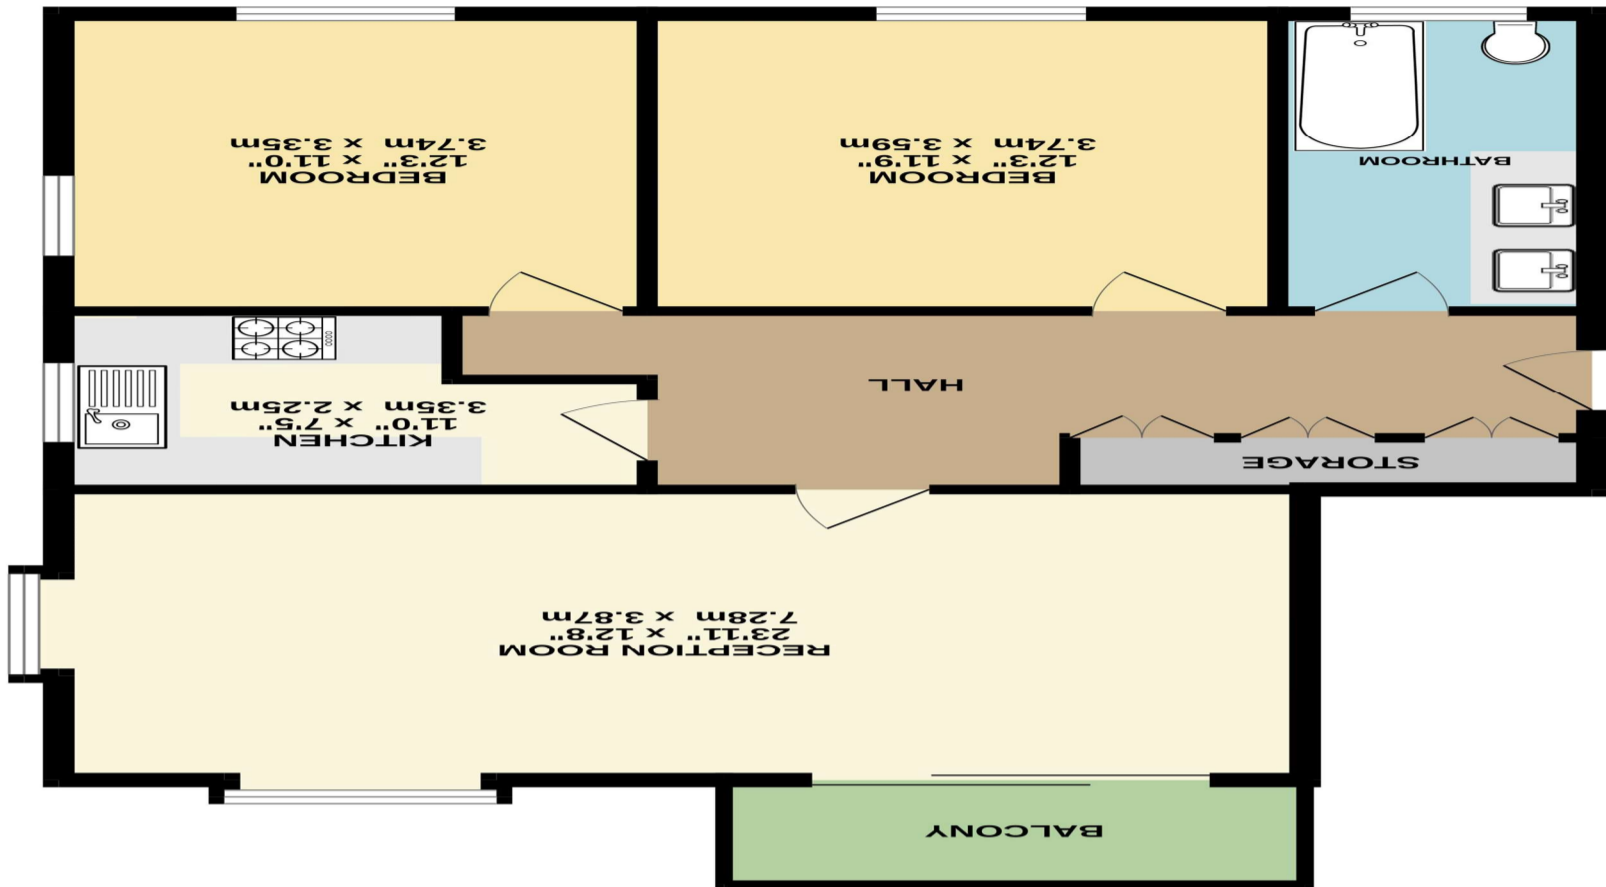 BALCONY
RECEPTION ROOM
23'11" x 12'8"
7.28m x 3.87m
STORAGE
HALL
KITCHEN
11'0" x 7'5"
3.35m x 2.25m
BATHROOM
BEDROOM
12'3" x 11'9"
3.74m x 3.59m
BEDROOM
12'3" x 11'0"
3.74m x 3.35m